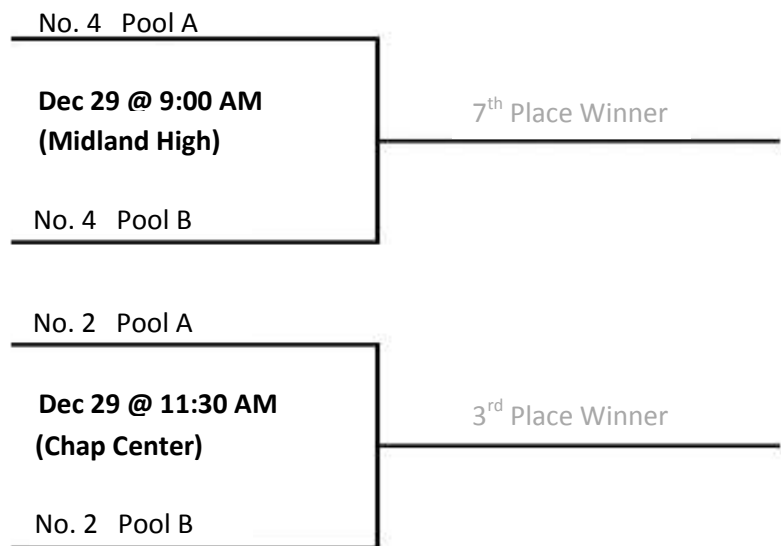 No. 4 Pool A
Dec 29 @ 9:00 AM
(Midland High)
7th Place Winner
No. 4 Pool B
No. 2 Pool A
Dec 29 @ 11:30 AM
(Chap Center)
3rd Place Winner
No. 2 Pool B